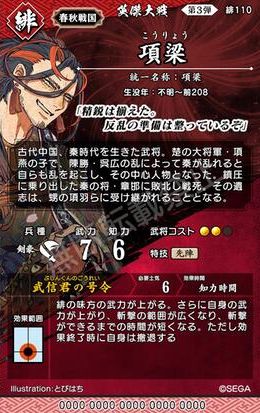 緋
春秋戦国
英傑大戦
第3弾
緋110
こうりょう
項梁
統一名称：項梁
生没年：不明～前208
「精鋭は揃えた。
反乱の準備は整っているぞ」
古代中国、秦時代を生きた武将。楚の大将軍・項
燕の子で、陳勝・呉広の乱によって秦が乱れると
自らも乱を起こし、その中心人物となった。鎮圧
に乗り出した秦の将・章邯に敗北し戦死。その遺
志は、甥の項羽らに受け継がれることとなる。
兵種
武力
知力
武将コスト
剣豪
7
6
特技
先陣
ぶしんくんのごうれい
武信君の号令
必要士気
6
効果時間
知力時間
効果範囲
緋の味方の武力が上がる。さらに自身の武
力が上がり、斬撃の範囲が広くなり、斬撃
ができるまでの時間が短くなる。ただし効
果終了時に自身は撤退する
Illustration:とびはち
©SEGA
0000-0000-0000-0000-0000